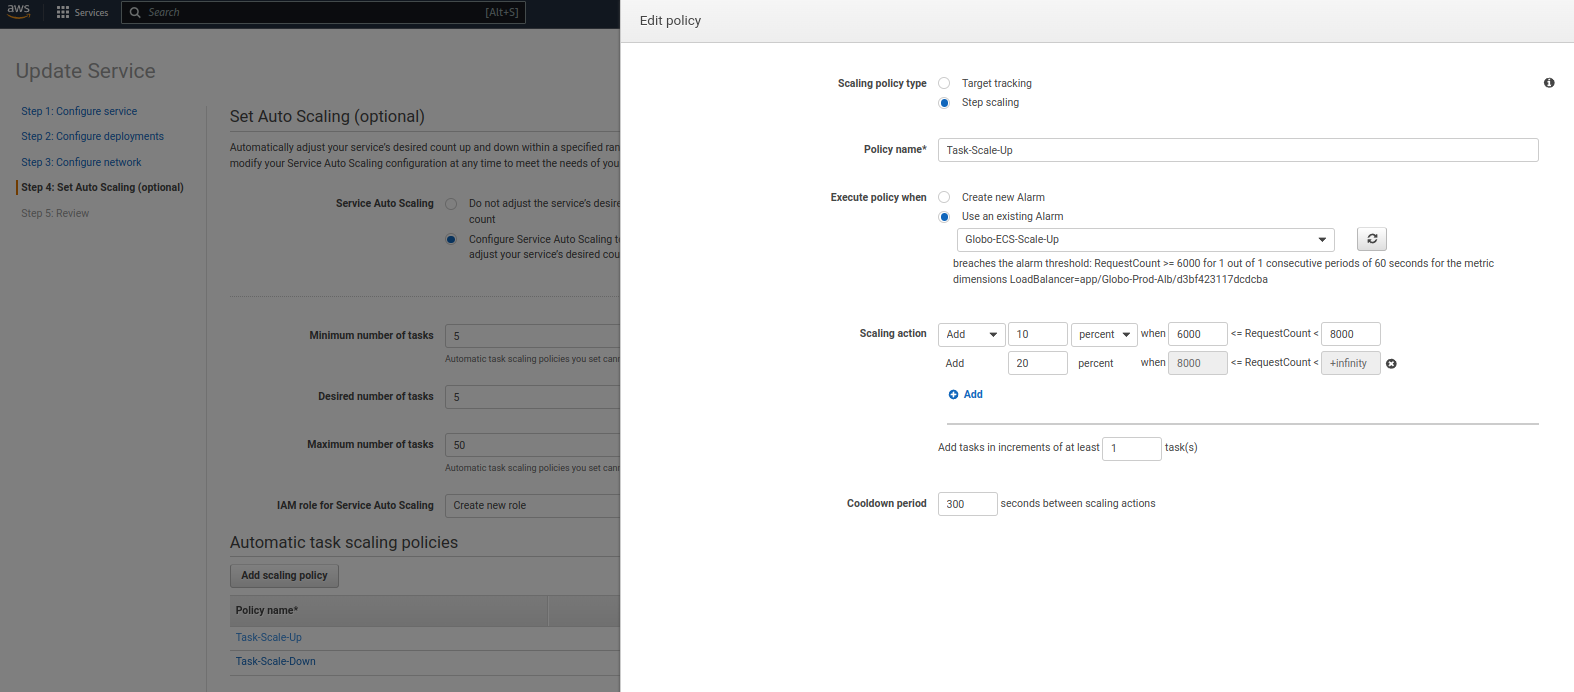 aws
Services
Search
[Alt+S]
Update Service
Step 1: Configure service
Step 2: Configure deployments
Step 3: Configure network
Step 4: Set Auto Scaling (optional)
Step 5: Review
Set Auto Scaling (optional)
Automatically adjust your service's desired count up and down within a specified ran
modify your Service Auto Scaling configuration at any time to meet the needs of you
Service Auto Scaling
Do not adjust the service's desire
count
Configure Service Auto Scaling t
adjust your service's desired cou
Minimum number of tasks
5
Automatic task scaling policies you set cann
Desired number of tasks
5
Maximum number of tasks
50
Automatic task scaling policies you set cann
IAM role for Service Auto Scaling
Create new role
Automatic task scaling policies
Add scaling policy
Policy name*
Task-Scale-Up
Task-Scale-Down
Edit policy
Scaling policy type
Target tracking
Step scaling
Policy name*
Task-Scale-Up
Execute policy when
Create new Alarm
Use an existing Alarm
Globo-ECS-Scale-Up
breaches the alarm threshold: RequestCount >= 6000 for 1 out of 1 consecutive periods of 60 seconds for the metric
dimensions LoadBalancer=app/Globo-Prod-Alb/d3bf423117dcdcba
Scaling action
Add 10 percent when 6000 <= RequestCount < 8000
Add 20 percent when 8000 <= RequestCount < +infinity
Add
Add tasks in increments of at least 1 task(s)
Cooldown period
300 seconds between scaling actions